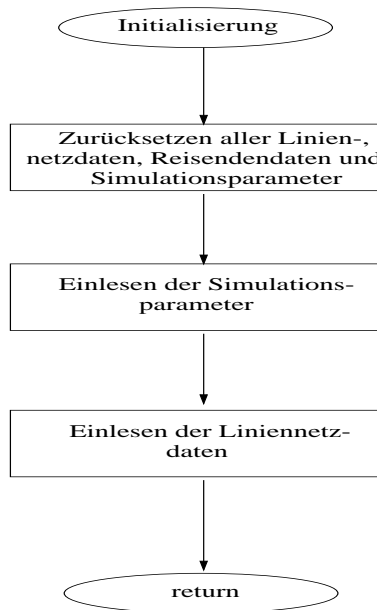 Initialisierung
Zurücksetzen aller Linien-,
netzdaten, Reisendendaten und
Simulationsparameter
Einlesen der Simulations-
parameter
Einlesen der Liniennetz-
daten
return